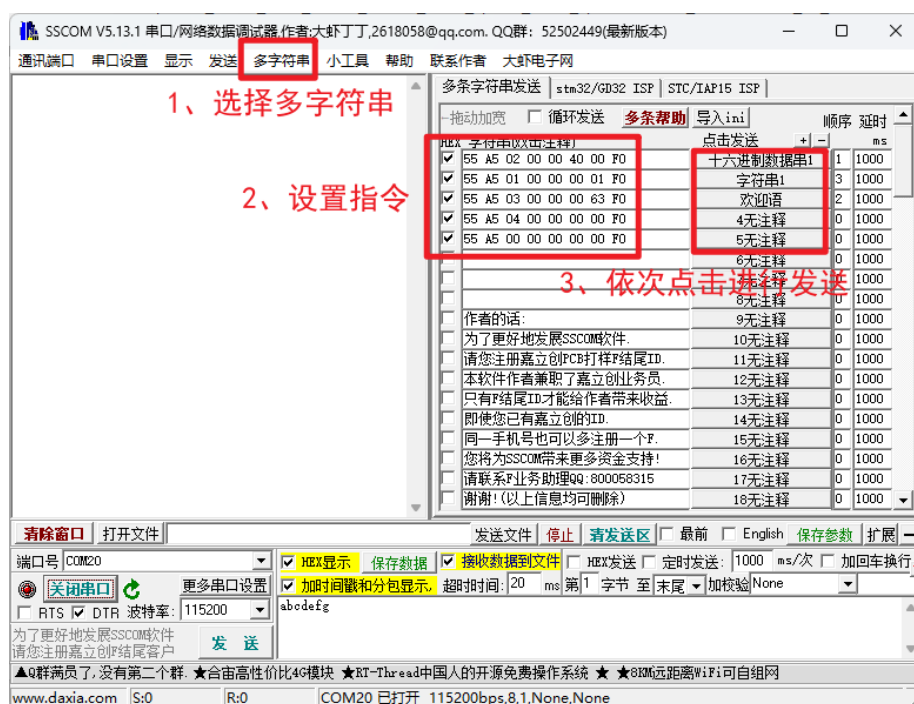 SSCOM V5.13.1 串口/网络数据调试器,作者:大虾丁丁,2618058@qq.com. QQ群: 52502449(最新版本)
通讯端口 串口设置 显示 发送 多字符串 小工具 帮助 联系作者 大虾电子网
1、选择多字符串
多条字符串发送 stm32/GD32 ISP STC/IAP15 ISP
拖动加宽 循环发送 多条帮助 导入ini 顺序 延时
HEX 字符串(双击注释) 点击发送 + - ms
55 A5 02 00 00 40 00 F0 十六进制数据串1 1 1000
55 A5 01 00 00 00 01 F0 字符串1 3 1000
2、设置指令
55 A5 03 00 00 00 63 F0 欢迎语 2 1000
55 A5 04 00 00 00 00 F0 4无注释 0 1000
55 A5 00 00 00 00 00 F0 5无注释 0 1000
6无注释 0 1000
3、依次点击进行发送
0 1000
8无注释 0 1000
作者的话: 9无注释 0 1000
为了更好地发展SSCOM软件. 10无注释 0 1000
请您注册嘉立创PCB打样F结尾ID. 11无注释 0 1000
本软件作者兼职了嘉立创业务员. 12无注释 0 1000
只有F结尾ID才能给作者带来收益. 13无注释 0 1000
即使您已有嘉立创的ID. 14无注释 0 1000
同一手机号也可以多注册一个F. 15无注释 0 1000
您将为SSCOM带来更多资金支持! 16无注释 0 1000
请联系F业务助理QQ:800058315 17无注释 0 1000
谢谢!(以上信息均可删除) 18无注释 0 1000
清除窗口 打开文件 发送文件 停止 清发送区 最前 English 保存参数 扩展 —
端口号 COM20 HEX显示 保存数据 接收数据到文件 HEX发送 定时发送: 1000 ms/次 加回车换行
关闭串口 更多串口设置 加时间戳和分包显示, 超时时间: 20 ms 第1 字节 至 末尾 加校验 None
RTS DTR 波特率: 115200 abcdefg
为了更好地发展SSCOM软件
请您注册嘉立创F结尾客户
发 送
▲Q群满员了,没有第二个群. ★合宙高性价比4G模块 ★RT-Thread中国人的开源免费操作系统 ★ ★8KM远距离WiFi可自组网
www.daxia.com S:0 R:0 COM20 已打开 115200bps,8,1,None,None